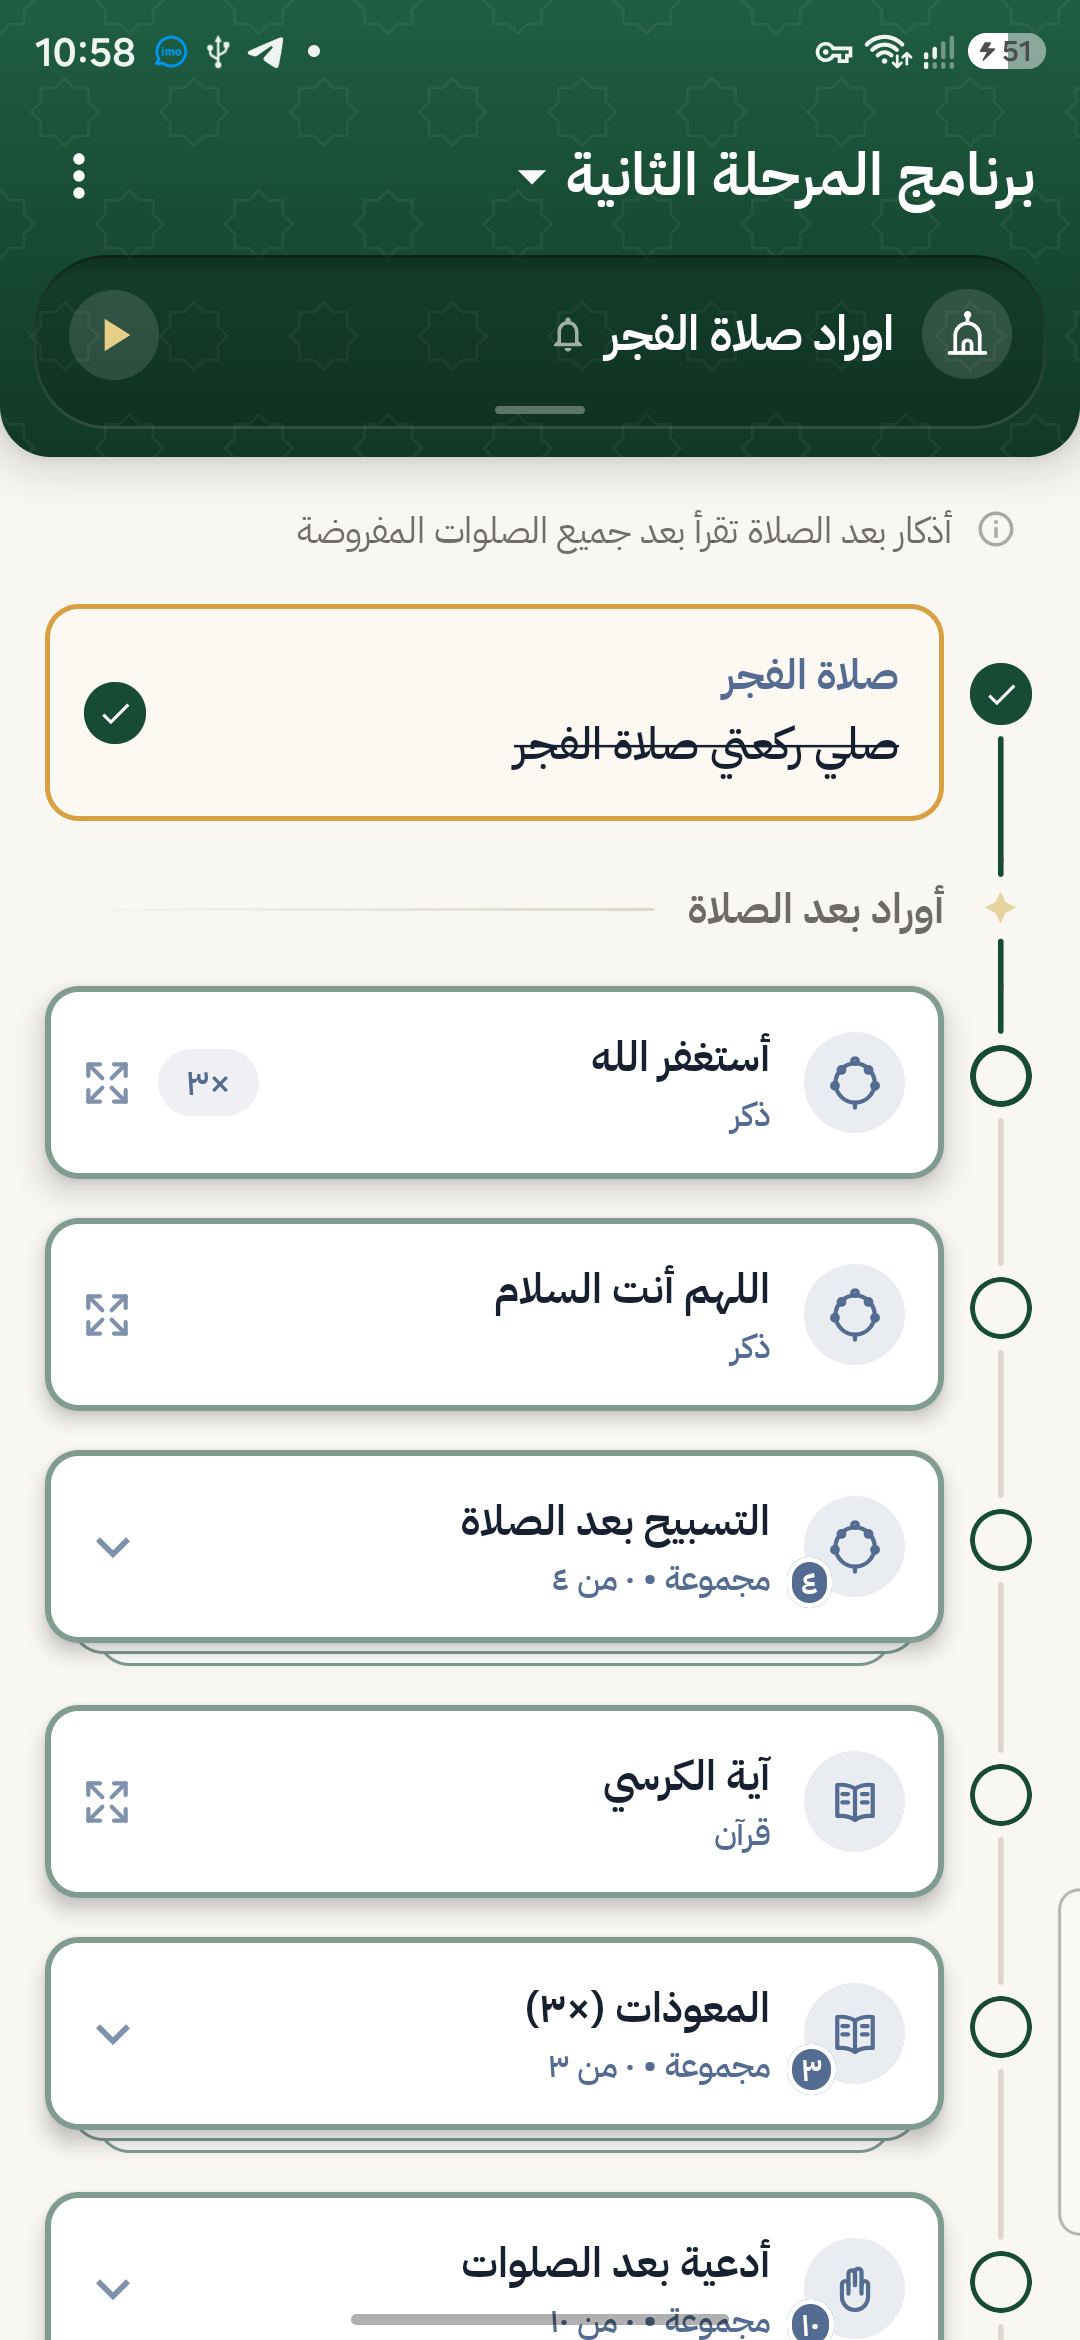 10:58
imo
51
برنامج المرحلة الثانية
اوراد صلاة الفجر
أذكار بعد الصلاة تقرأ بعد جميع الصلوات المفروضة
صلاة الفجر
صلي ركعتي صلاة الفجر
أوراد بعد الصلاة
أستغفر الله
ذكر
×٣
اللهم أنت السلام
ذكر
التسبيح بعد الصلاة
مجموعة • ٠ من ٤
٤
آية الكرسي
قرآن
المعوذات (×٣)
مجموعة • ٠ من ٣
٣
أدعية بعد الصلوات
مجموعة • ٠ من ١٠
١٠